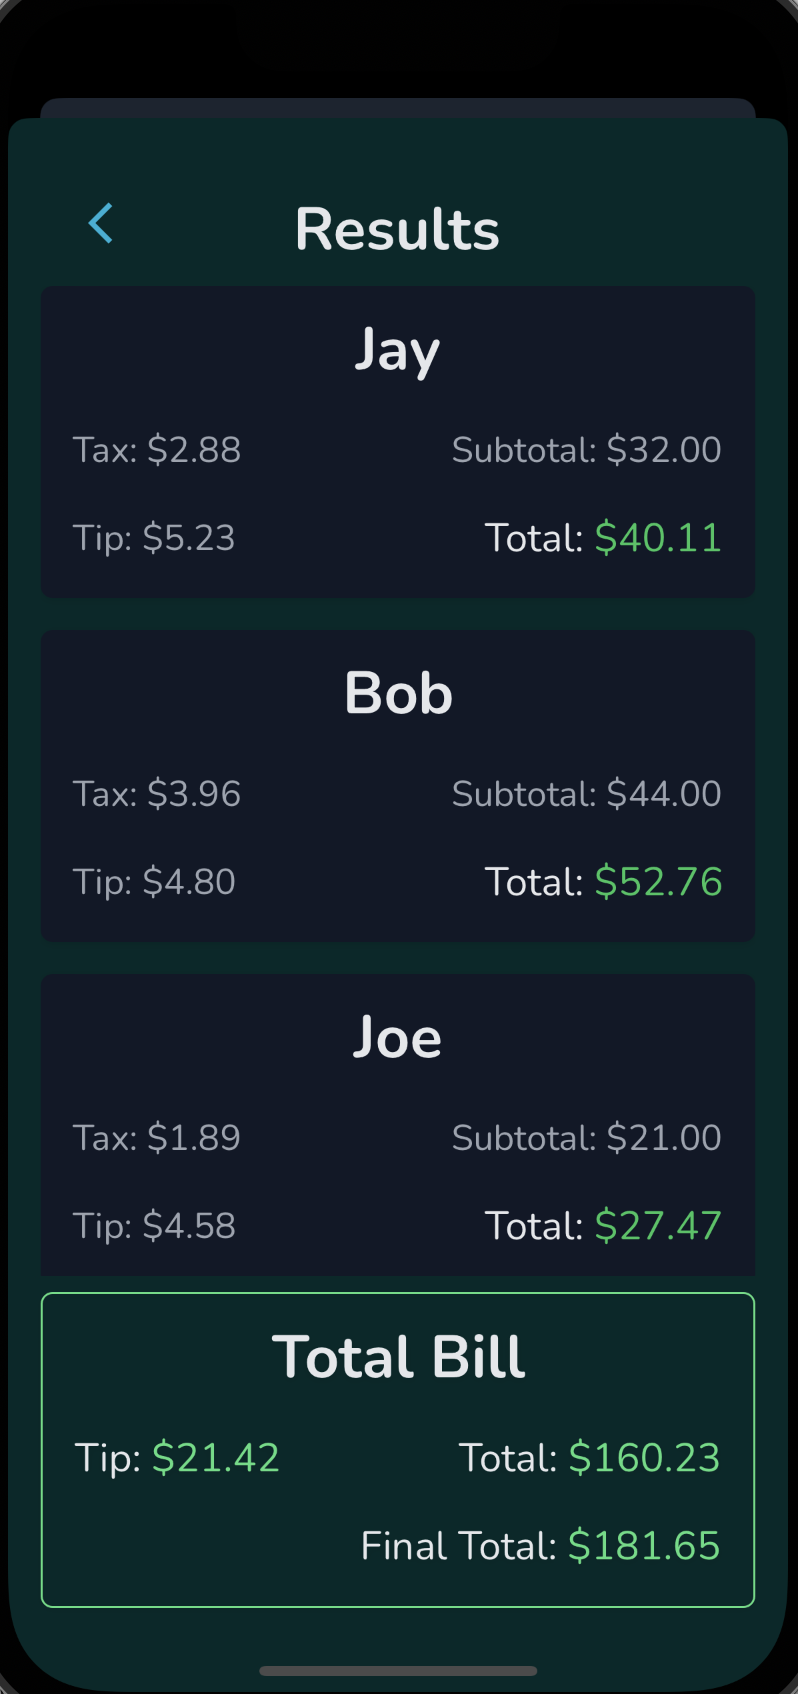 Results
Jay
Tax: $2.88 Subtotal: $32.00
Tip: $5.23 Total: $40.11
Bob
Tax: $3.96 Subtotal: $44.00
Tip: $4.80 Total: $52.76
Joe
Tax: $1.89 Subtotal: $21.00
Tip: $4.58 Total: $27.47
Total Bill
Tip: $21.42 Total: $160.23
Final Total: $181.65